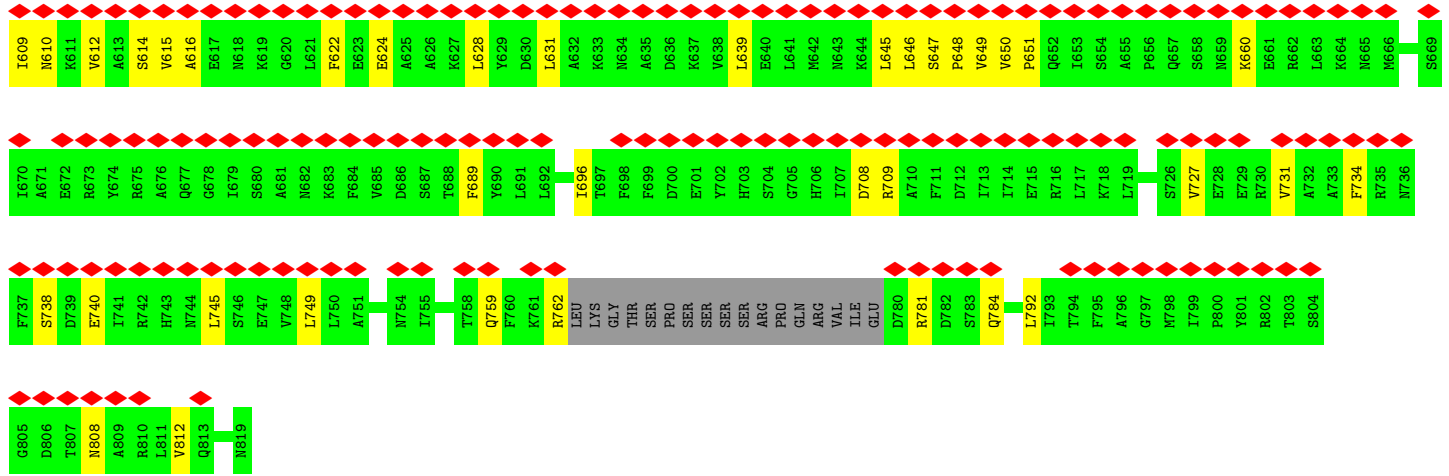 I609 N610 K611 V612 A613 S614 V615 A616 E617 N618 K619 G620 L621 F622 E623 E624 A625 A626 K627 L628 Y629 D630 L631 A632 K633 N634 A635 D636 K637 V638 L639 E640 L641 M642 N643 K644 L645 L646 S647 P648 V649 V650 P651 Q652 I653 S654 A655 P656 Q657 S658 N659 K660 E661 R662 L663 K664 N665 M666 S669
I670 A671 E672 R673 Y674 R675 A676 Q677 G678 I679 S680 A681 N682 K683 F684 V685 D686 S687 T688 F689 Y690 L691 L692 I696 T697 F698 F699 D700 E701 Y702 H703 S704 G705 H706 I707 D708 R709 A710 F711 D712 I713 I714 E715 R716 L717 K718 L719 S726 V727 E728 E729 R730 V731 A732 A733 F734 R735 N736
F737 S738 D739 E740 I741 R742 H743 N744 L745 S746 E747 V748 L749 L750 A751 N754 I755 T758 Q759 F760 K761 R762 LEU LYS GLY THR SER PRO SER SER SER SER ARG PRO GLN ARG VAL ILE GLU D780 R781 D782 S783 Q784 L792 I793 T794 F795 A796 G797 M798 I799 P800 Y801 R802 T803 S804
G805 D806 T807 N808 A809 R810 L811 V812 Q813 N819